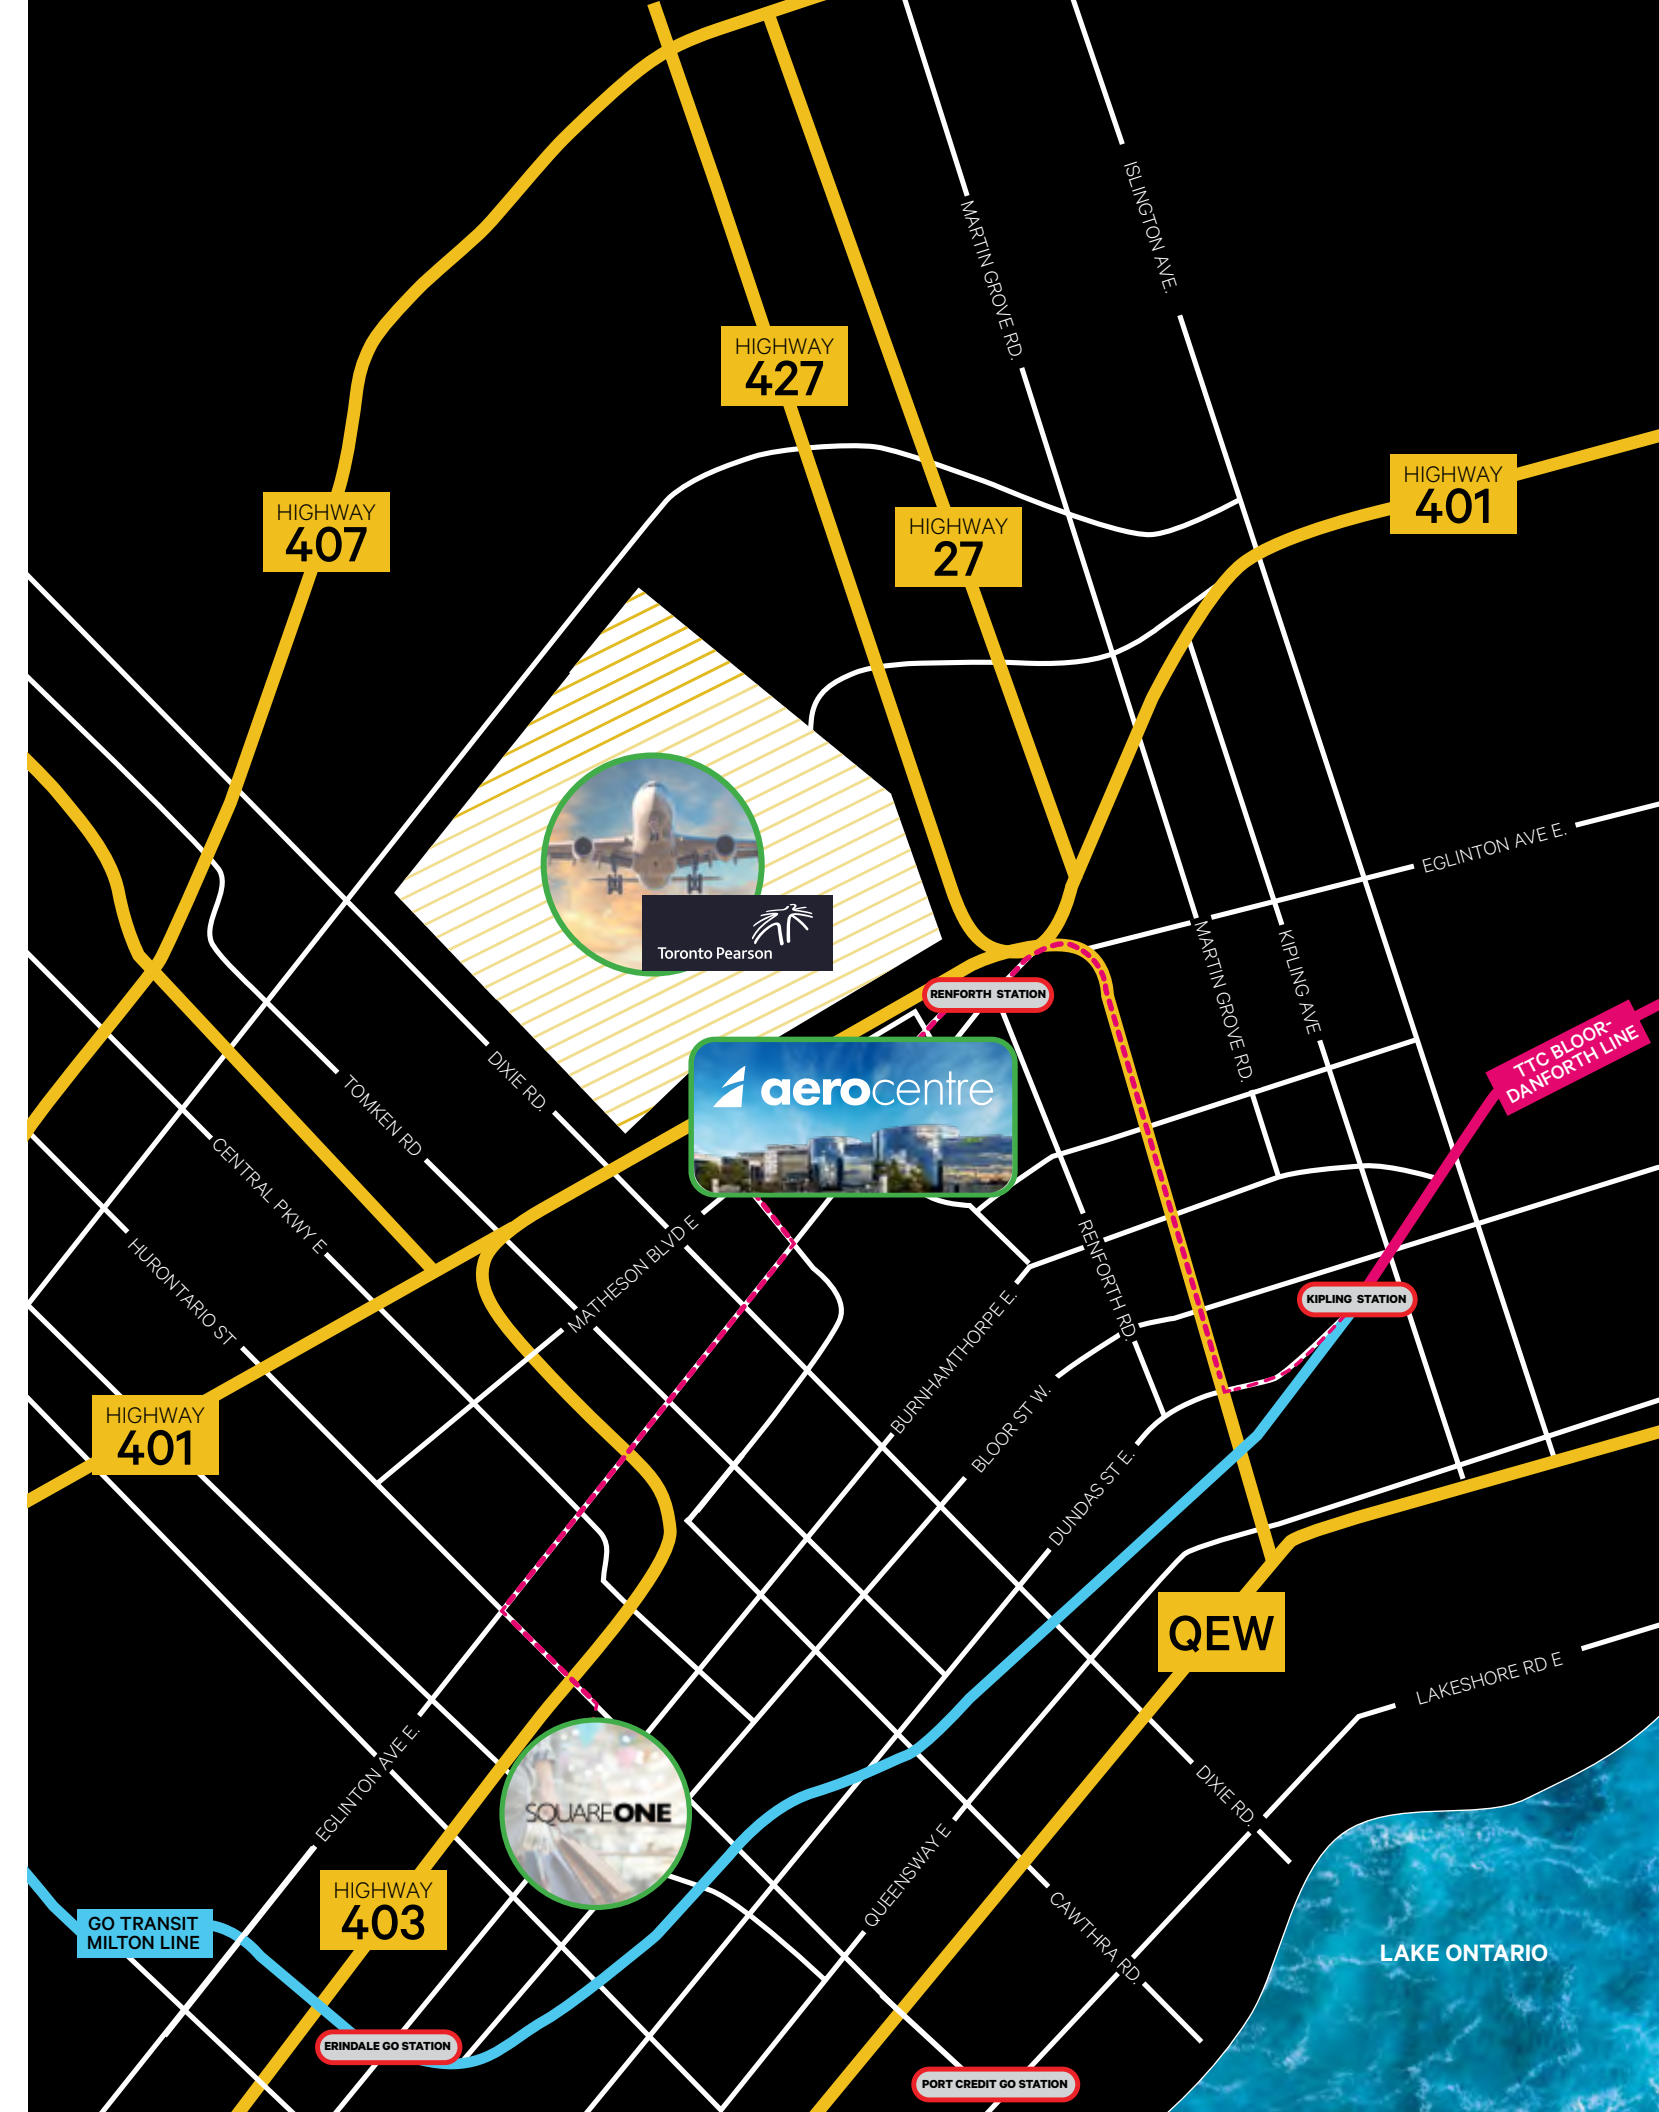 ISLINGTON AVE.
MARTIN GROVE RD.
HIGHWAY
427
HIGHWAY
401
HIGHWAY
407
HIGHWAY
27
EGLINTON AVE E.
Toronto Pearson
MARTIN GROVE RD.
KIPLING AVE
RENFORTH STATION
TTC BLOOR-
DANFORTH LINE
aerocentre
DIXIE RD.
TOMKEN RD
CENTRAL PKWY E
HURONTARIO ST
MATHESON BLVD E
RENFORTH RD.
KIPLING STATION
BURNHAMTHORPE E.
BLOOR ST W.
DUNDAS ST E.
HIGHWAY
401
QEW
LAKESHORE RD E
EGLINTON AVE E.
SQUAREONE
DIXIE RD.
QUEENSWAY E
CAWTHRA RD.
HIGHWAY
403
GO TRANSIT
MILTON LINE
LAKE ONTARIO
ERINDALE GO STATION
PORT CREDIT GO STATION